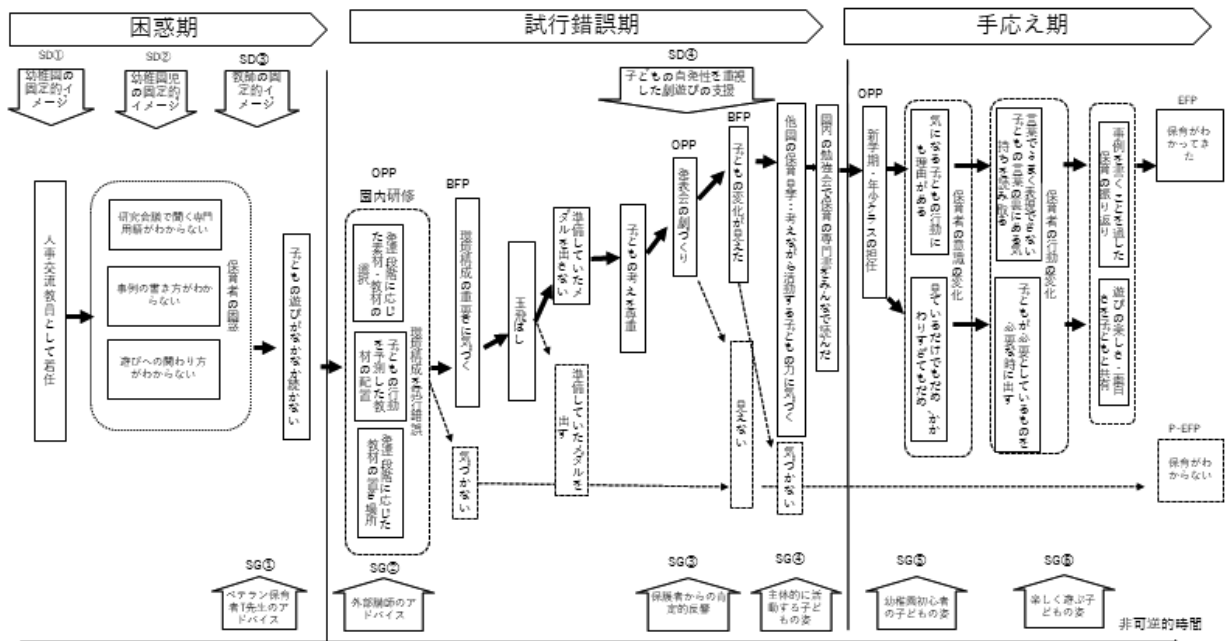 困惑期
試行錯誤期
手応え期
SD①
幼稚園の
固定的イ
メージ
SD②
幼稚園児
の固定的
イメージ
SD③
教師の固
定的イ
メージ
SD④
子どもの自発性を重視
した劇遊びの支援
人事交流教員として着任
研究会議で聞く専門
用語がわからない
事例の書き方がわか
らない
遊びへの関わり方
がわからない
保育者の困惑
子どもの遊びがなかなか続かない
OPP
園内研修
発達段階に応じ
た素材・教材の
選択
子どもの行動
を予測した教
材の配置
発達段階に応じた
教材の置き場所
環境構成を試行錯誤
BFP
環境構成の重要さに気づく
気づかない
玉飛ばし
準備していたメ
ダルを出さない
準備していたメダルを
出す
子どもの考えを尊重
OPP
発表会の劇づくり
BFP
子どもの変化が見えた
見えない
他園の保育見学:考えながら活動する子どもの力に気づく
気づかない
園内の勉強会で保育の専門書をみんなで読んだ
OPP
新学期・年少クラスの担任
気になる子どもの行動に
も理由がある
見ているだけでもだめ、かか
わりすぎてもだめ
保育者の意識の変化
言葉でうまく表現できない
子どもの言葉の裏にある気
持ちを読み取る
子どもが必要としているものを
必要な時に出す
保育者の行動の変化
事例を書くことを通した
保育の振り返り
遊びの楽しさ・面白
さを子どもと共有
EFP
保育がわ
かってき
た
P-EFP
保育がわ
からない
SG①
ベテラン保育
者T先生のアド
バイス
SG②
外部講師のア
ドバイス
SG③
保護者からの肯
定的反響
SG④
主体的に活
動する子ど
もの姿
SG⑤
幼稚園初心者
の子どもの姿
SG⑥
楽しく遊ぶ子
どもの姿
非可逆的時間